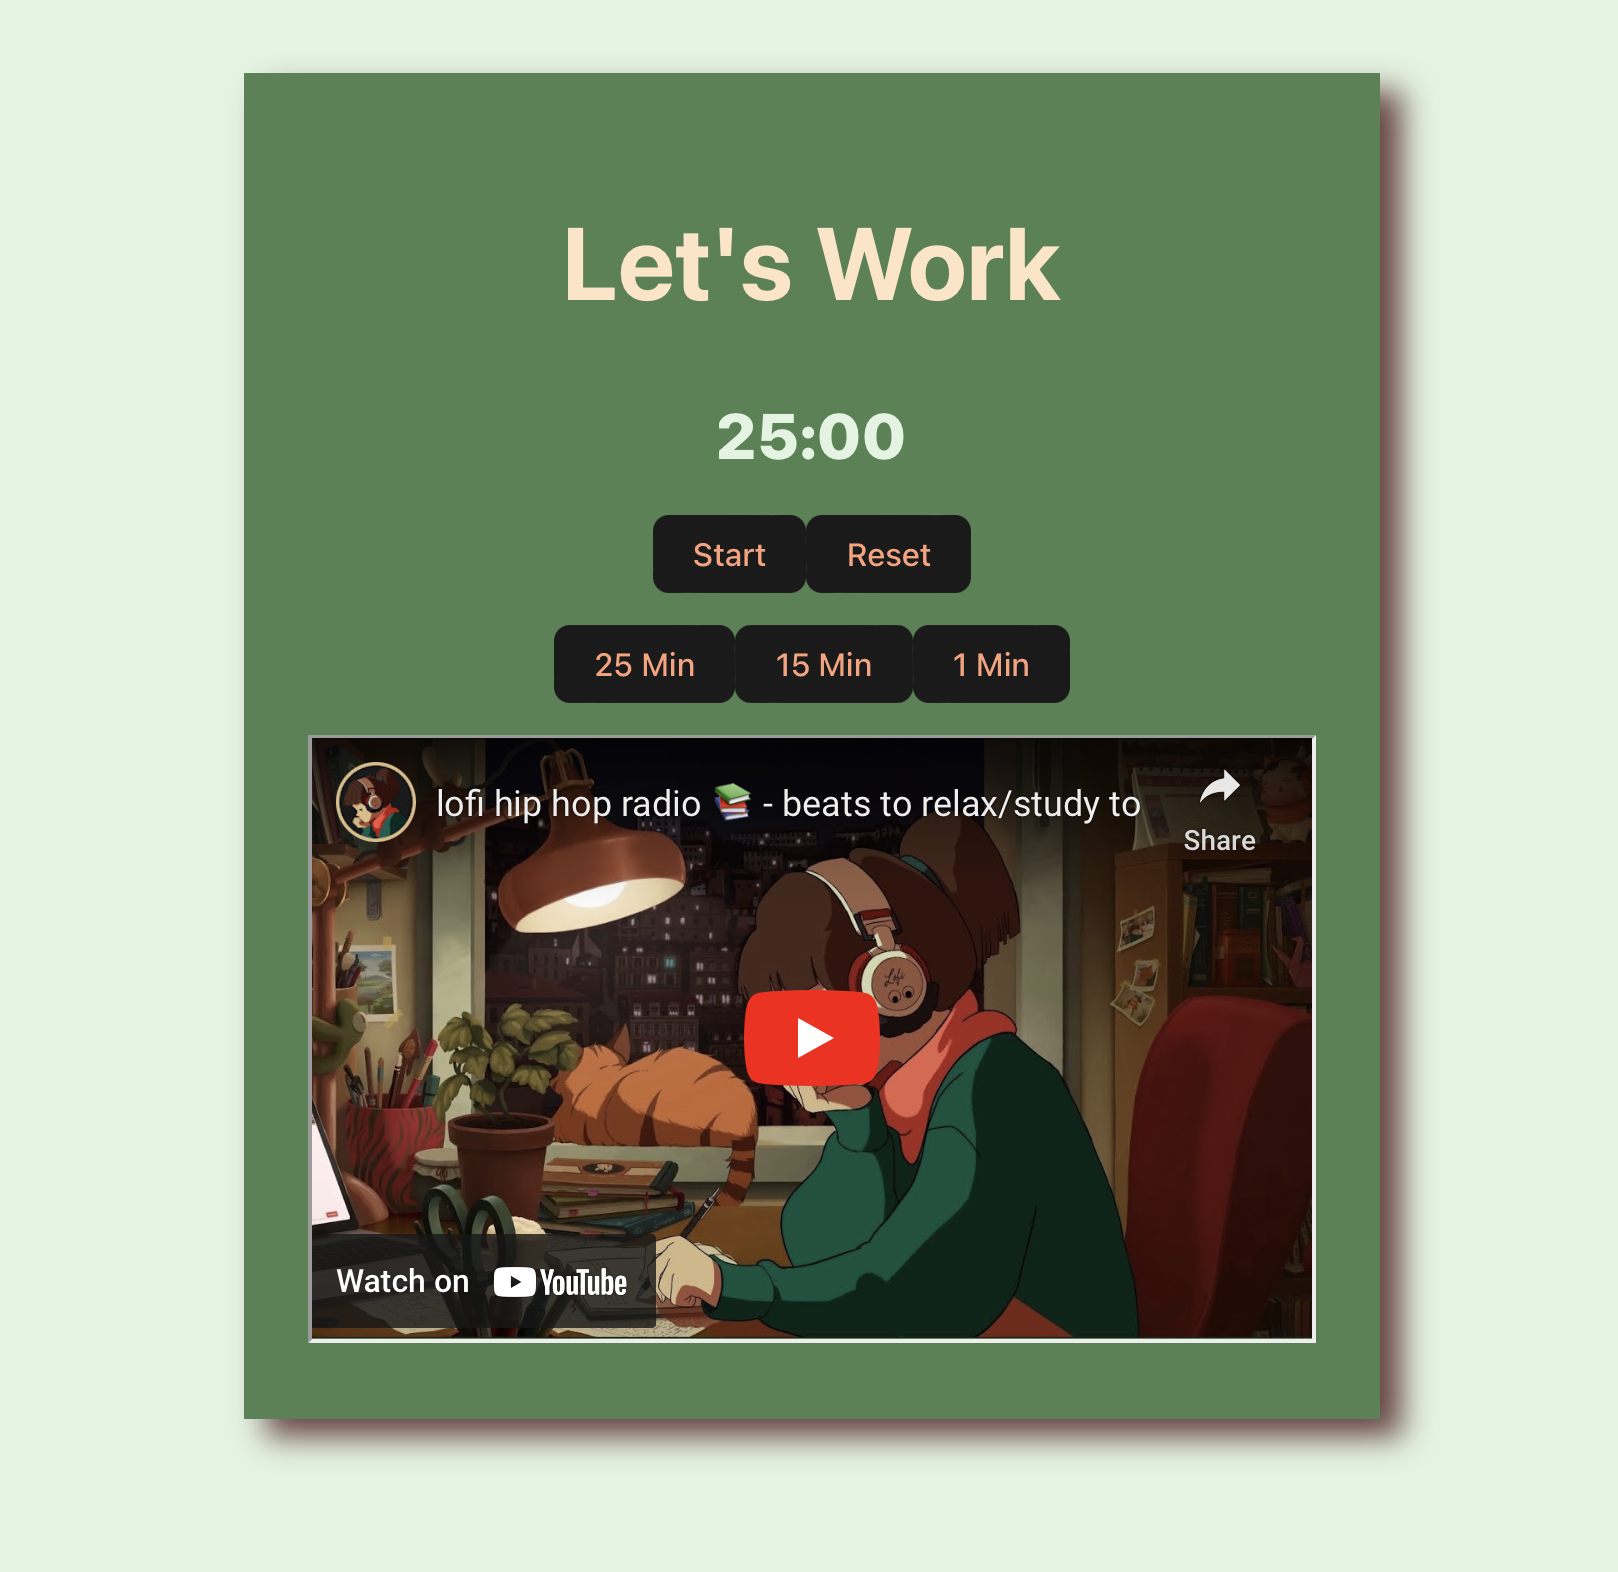 Let's Work
25:00
Start Reset
25 Min 15 Min 1 Min
lofi hip hop radio 📚 - beats to relax/study to
Share
Lofi
Watch on YouTube